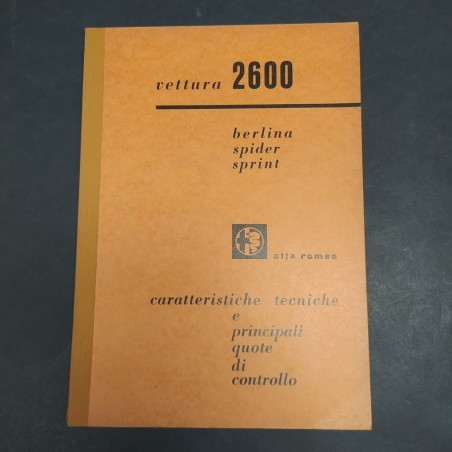 vettura 2600
berlina
spider
sprint
alfa romeo
caratteristiche tecniche
e
principali
quote
di
controllo